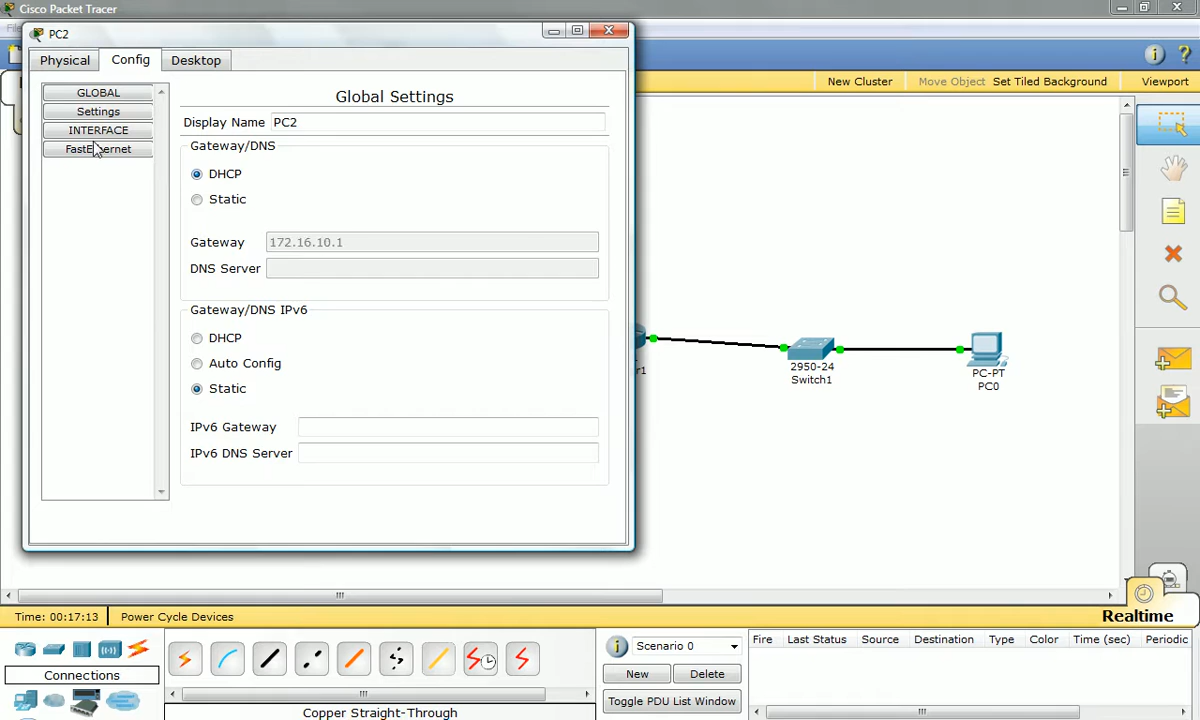 Cisco Packet Tracer
PC2
Physical
Config
Desktop
GLOBAL
Settings
INTERFACE
Global Settings
Display Name PC2
Gateway/DNS
DHCP
Static
Gateway 172.16.10.1
DNS Server
Gateway/DNS IPv6
DHCP
Auto Config
Static
IPv6 Gateway
IPv6 DNS Server
New Cluster
Move Object
Set Tiled Background
Viewport
2950-24
Switch1
PC-PT
PC0
Time: 00:17:13
Power Cycle Devices
Realtime
Connections
Copper Straight-Through
Scenario 0
New
Delete
Toggle PDU List Window
Fire
Last Status
Source
Destination
Type
Color
Time (sec)
Periodic